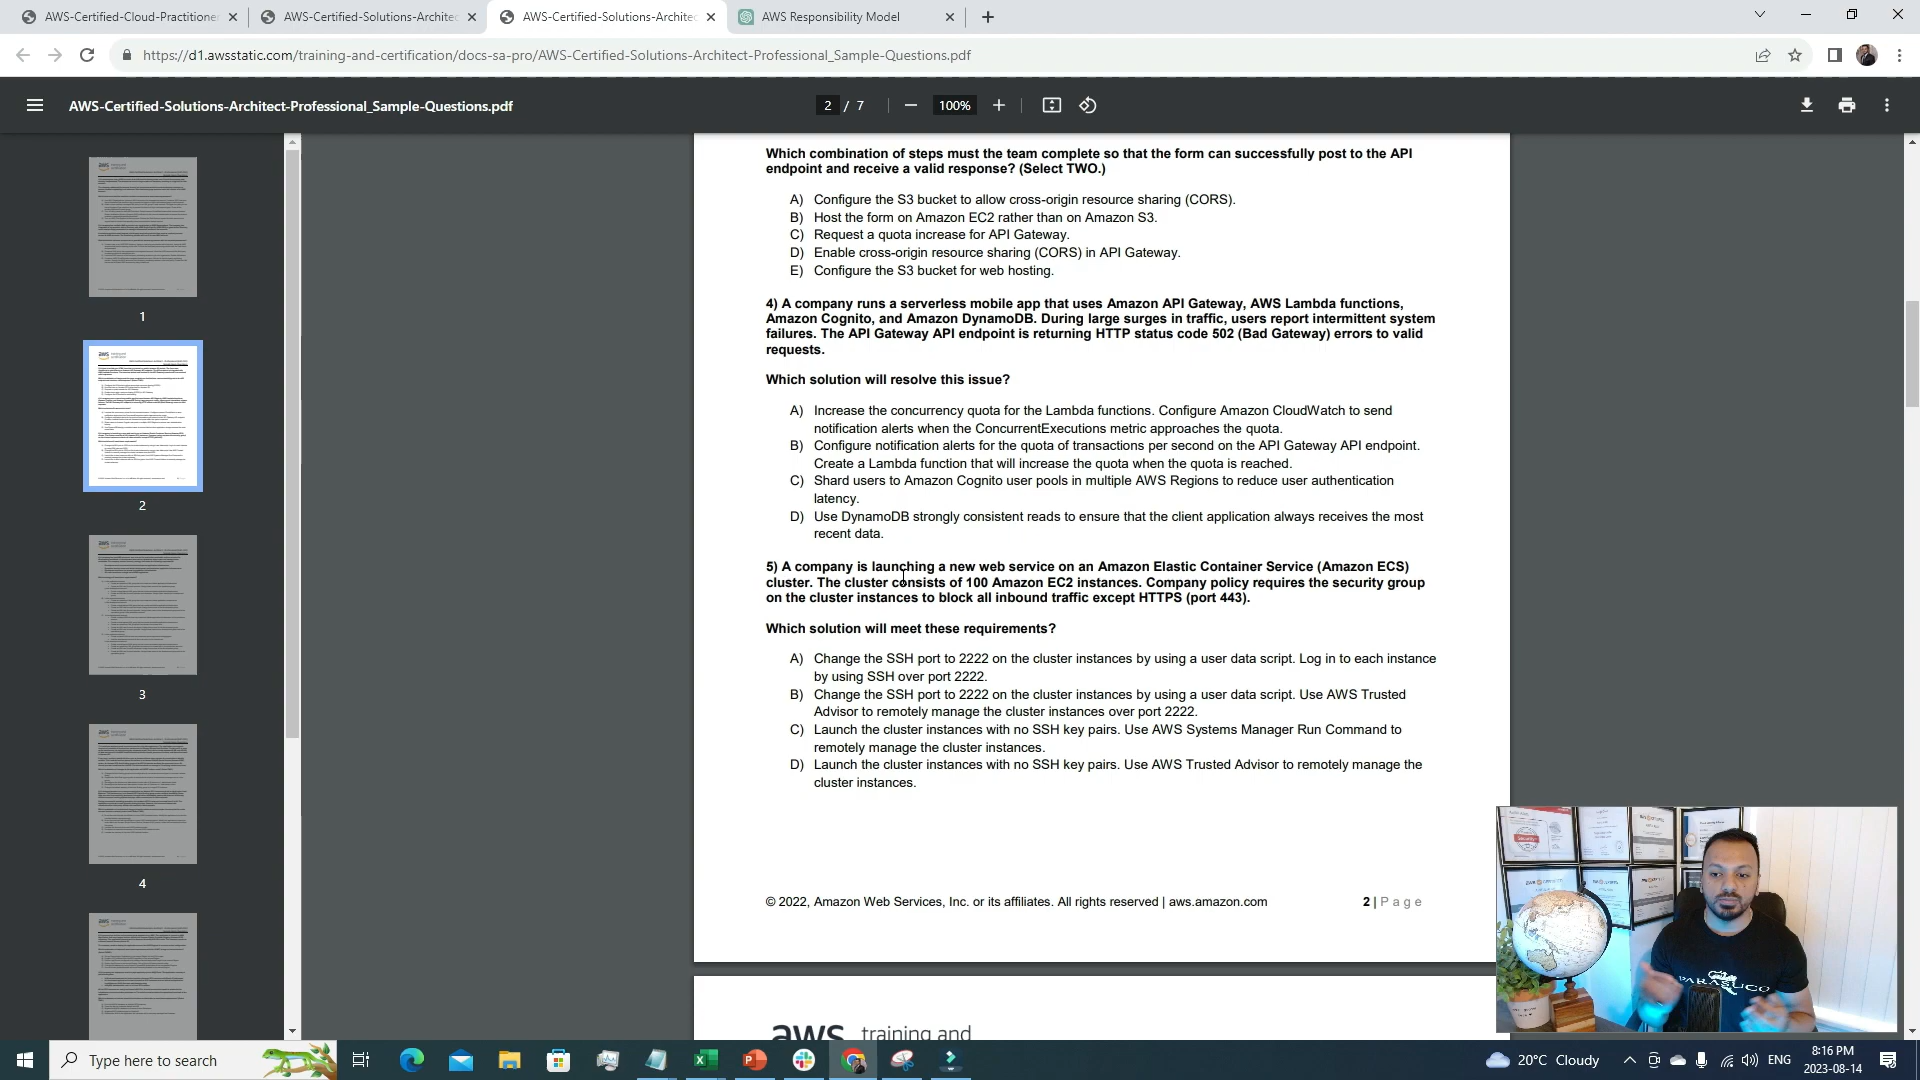 AWS-Certified-Cloud-Practitioner
AWS-Certified-Solutions-Architec
AWS-Certified-Solutions-Architec
AWS Responsibility Model
https://d1.awsstatic.com/training-and-certification/docs-sa-pro/AWS-Certified-Solutions-Architect-Professional_Sample-Questions.pdf
AWS-Certified-Solutions-Architect-Professional_Sample-Questions.pdf
2 / 7
100%
1
2
3
4
Which combination of steps must the team complete so that the form can successfully post to the API
endpoint and receive a valid response? (Select TWO.)
A) Configure the S3 bucket to allow cross-origin resource sharing (CORS).
B) Host the form on Amazon EC2 rather than on Amazon S3.
C) Request a quota increase for API Gateway.
D) Enable cross-origin resource sharing (CORS) in API Gateway.
E) Configure the S3 bucket for web hosting.
4) A company runs a serverless mobile app that uses Amazon API Gateway, AWS Lambda functions,
Amazon Cognito, and Amazon DynamoDB. During large surges in traffic, users report intermittent system
failures. The API Gateway API endpoint is returning HTTP status code 502 (Bad Gateway) errors to valid
requests.
Which solution will resolve this issue?
A) Increase the concurrency quota for the Lambda functions. Configure Amazon CloudWatch to send
notification alerts when the ConcurrentExecutions metric approaches the quota.
B) Configure notification alerts for the quota of transactions per second on the API Gateway API endpoint.
Create a Lambda function that will increase the quota when the quota is reached.
C) Shard users to Amazon Cognito user pools in multiple AWS Regions to reduce user authentication
latency.
D) Use DynamoDB strongly consistent reads to ensure that the client application always receives the most
recent data.
5) A company is launching a new web service on an Amazon Elastic Container Service (Amazon ECS)
cluster. The cluster consists of 100 Amazon EC2 instances. Company policy requires the security group
on the cluster instances to block all inbound traffic except HTTPS (port 443).
Which solution will meet these requirements?
A) Change the SSH port to 2222 on the cluster instances by using a user data script. Log in to each instance
by using SSH over port 2222.
B) Change the SSH port to 2222 on the cluster instances by using a user data script. Use AWS Trusted
Advisor to remotely manage the cluster instances over port 2222.
C) Launch the cluster instances with no SSH key pairs. Use AWS Systems Manager Run Command to
remotely manage the cluster instances.
D) Launch the cluster instances with no SSH key pairs. Use AWS Trusted Advisor to remotely manage the
cluster instances.
© 2022, Amazon Web Services, Inc. or its affiliates. All rights reserved | aws.amazon.com
2 | Page
aws training and
PARASUCO
Type here to search
20°C Cloudy
ENG
8:16 PM
2023-08-14